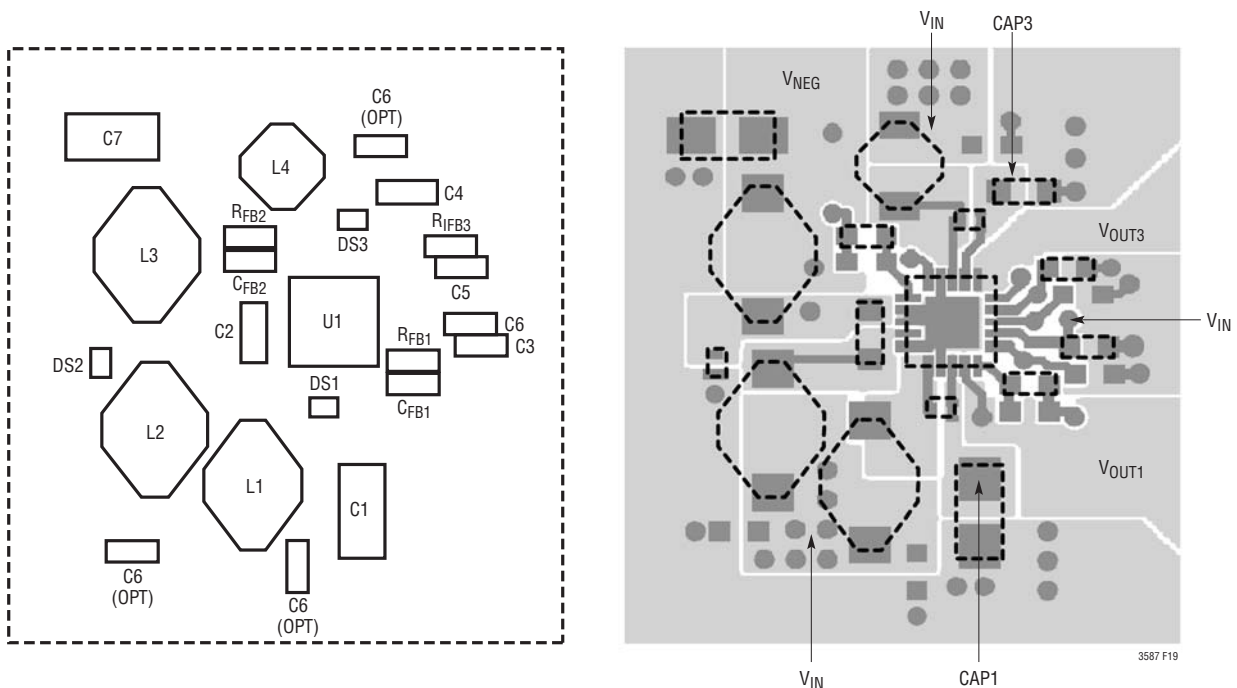 C7
L4
C6
(OPT)
C4
RFB2
DS3
RIFB3
L3
CFB2
C5
C2
U1
C6
C3
RFB1
DS2
DS1
CFB1
L2
L1
C1
C6
(OPT)
C6
(OPT)
VIN
CAP3
VNEG
VOUT3
VIN
VOUT1
3587 F19
VIN
CAP1